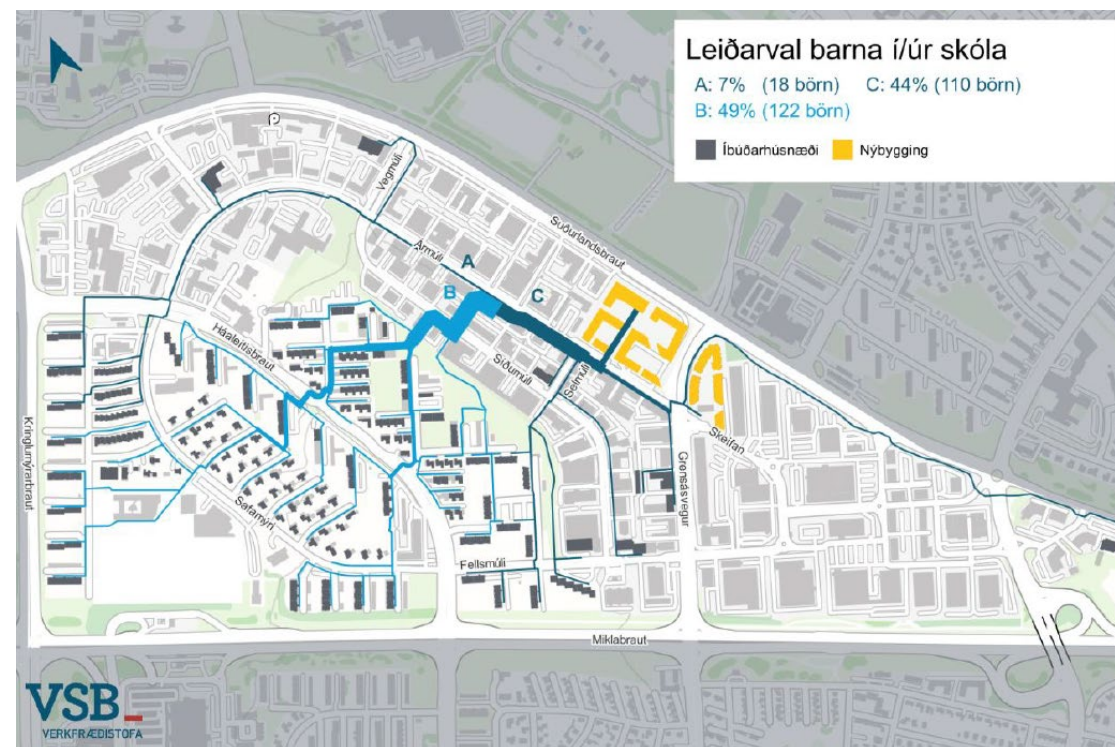 Leiðarval barna í/úr skóla
A: 7% (18 börn) C: 44% (110 börn)
B: 49% (122 börn)
Íbúðarhúsnæði Nýbygging
P
Vegmúli
Suðurlandsbraut
Ármúli
A
B
C
Háaleitisbraut
Síðumúli
Selmúli
Skeifan
Kringlumýrarbraut
Grensásvegur
Safamýri
Fellsmúli
Miklabraut
VSB_
VERKFRÆÐISTOFA